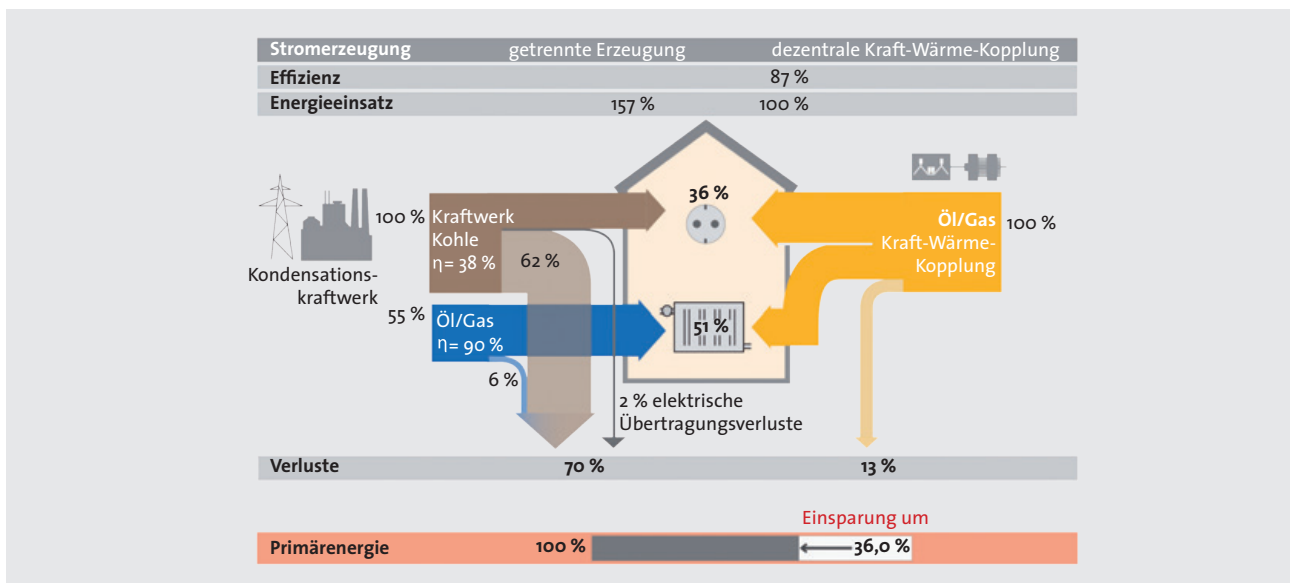 Stromerzeugung getrennte Erzeugung dezentrale Kraft-Wärme-Kopplung
Effizienz 87 %
Energieeinsatz 157 % 100 %
36 %
100 % Kraftwerk
Kohle
η= 38 %
62 %
Kondensations-
kraftwerk
Öl/Gas 100 %
Kraft-Wärme-
Kopplung
55 %
Öl/Gas
η= 90 %
51 %
6 %
2 % elektrische
Übertragungsverluste
Verluste 70 % 13 %
Einsparung um
Primärenergie 100 % 36,0 %